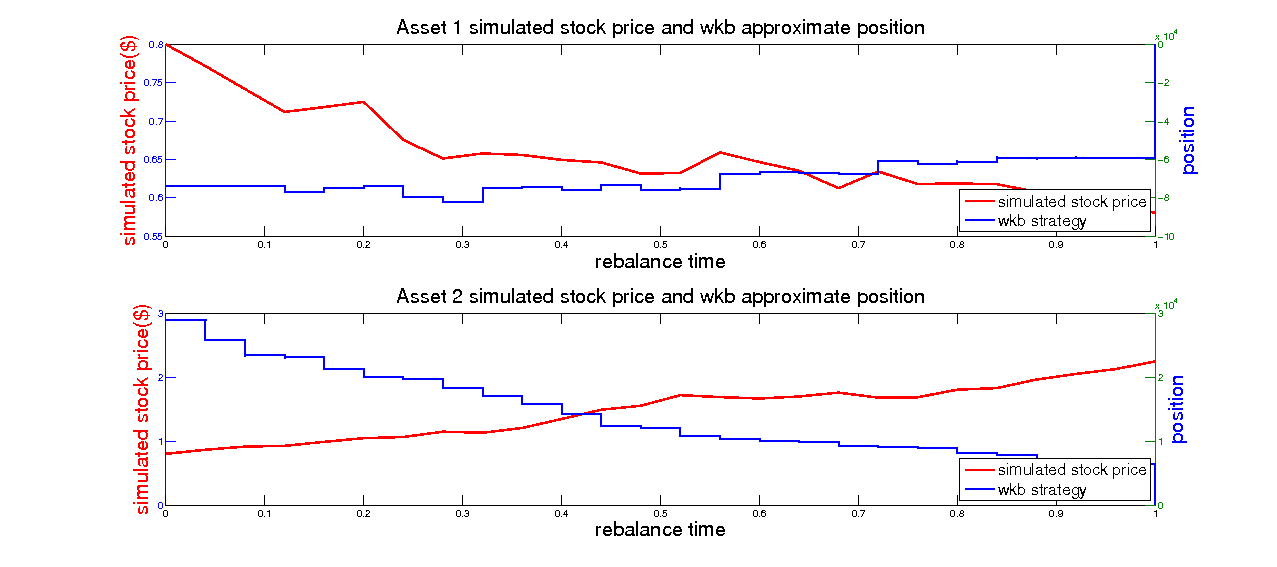 Asset 1 simulated stock price and wkb approximate position
x 10^4
simulated stock price($)
0.8
0.75
0.7
0.65
0.6
0.55
0
-2
-4
-6
-8
-10
position
simulated stock price
wkb strategy
0 0.1 0.2 0.3 0.4 0.5 0.6 0.7 0.8 0.9 1
rebalance time
Asset 2 simulated stock price and wkb approximate position
x 10^4
simulated stock price($)
3
2
1
0
3
2
1
0
position
simulated stock price
wkb strategy
0 0.1 0.2 0.3 0.4 0.5 0.6 0.7 0.8 0.9 1
rebalance time